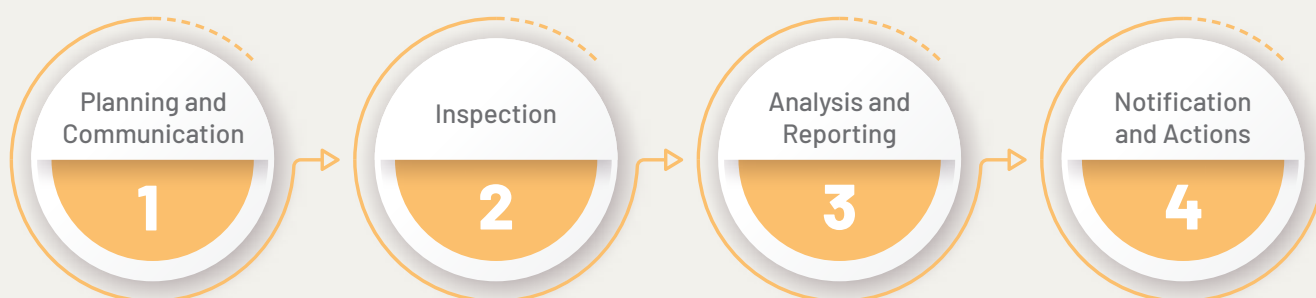 Planning and
Communication
1
Inspection
2
Analysis and
Reporting
3
Notification
and Actions
4